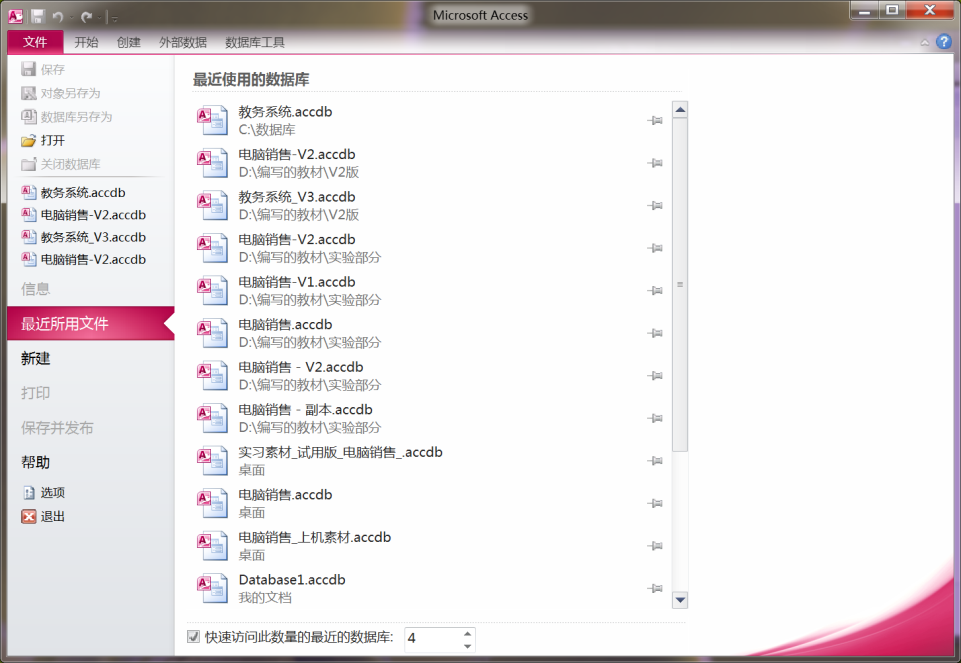 Microsoft Access
文件 开始 创建 外部数据 数据库工具
保存
对象另存为
数据库另存为
打开
关闭数据库
教务系统.accdb
电脑销售-V2.accdb
教务系统_V3.accdb
电脑销售-V2.accdb
信息
最近所用文件
新建
打印
保存并发布
帮助
选项
退出
最近使用的数据库
教务系统.accdb
C:\数据库
电脑销售-V2.accdb
D:\编写的教材\V2版
教务系统_V3.accdb
D:\编写的教材\V2版
电脑销售-V2.accdb
D:\编写的教材\实验部分
电脑销售-V1.accdb
D:\编写的教材\实验部分
电脑销售.accdb
D:\编写的教材\实验部分
电脑销售 - V2.accdb
D:\编写的教材\实验部分
电脑销售 - 副本.accdb
D:\编写的教材\实验部分
实习素材_试用版_电脑销售_.accdb
桌面
电脑销售.accdb
桌面
电脑销售_上机素材.accdb
桌面
Database1.accdb
我的文档
快速访问此数量的最近的数据库: 4